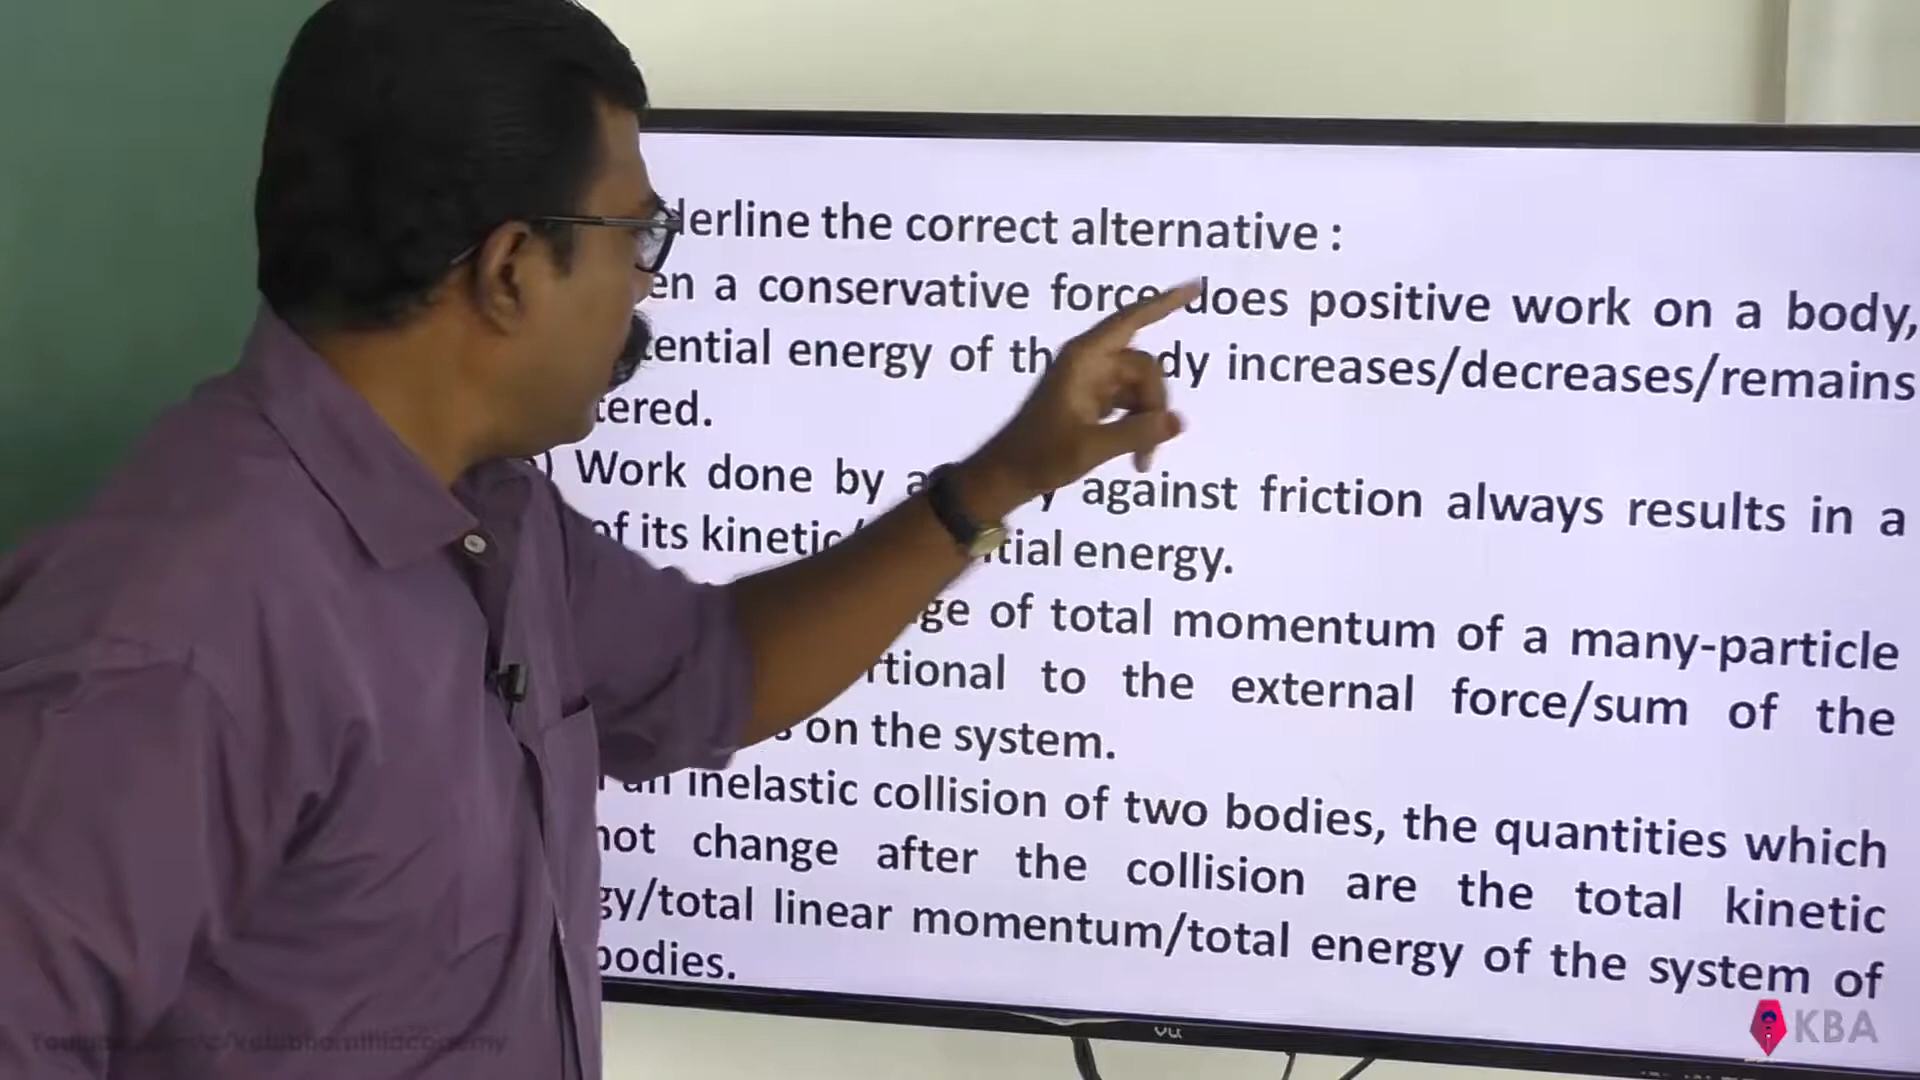 derline the correct alternative :
en a conservative force does positive work on a body,
tential energy of th dy increases/decreases/remains
tered.
) Work done by a y against friction always results in a
of its kinetic/ tial energy.
ge of total momentum of a many-particle
rtional to the external force/sum of the
s on the system.
an inelastic collision of two bodies, the quantities which
not change after the collision are the total kinetic
gy/total linear momentum/total energy of the system of
bodies.
vu
KBA